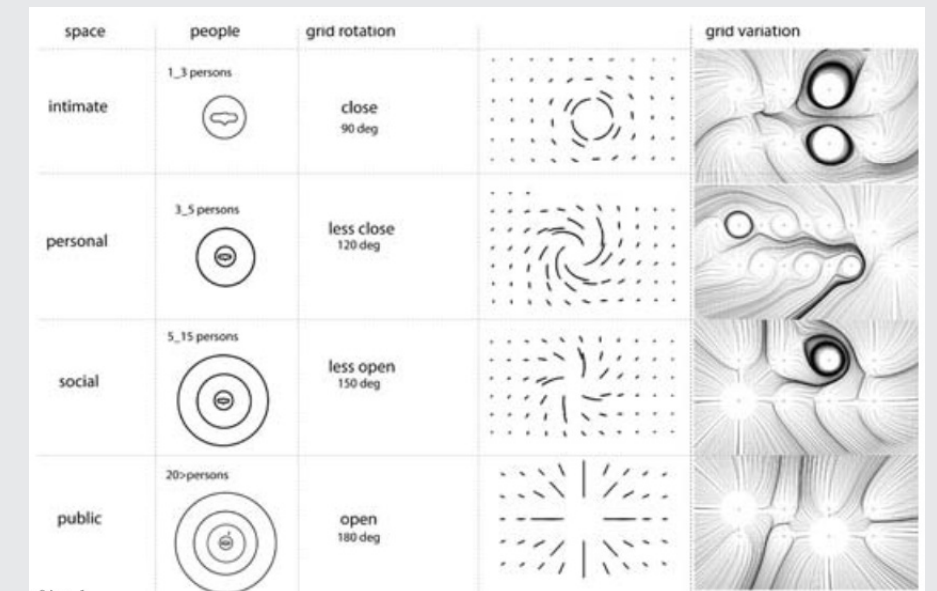 space people grid rotation grid variation
1_3 persons
intimate close
90 deg
3_5 persons
personal less close
120 deg
5_15 persons
social less open
150 deg
20>persons
public open
180 deg